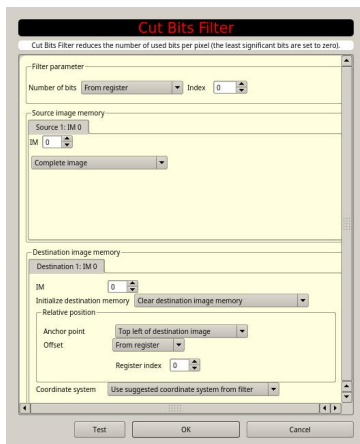 Cut Bits Filter
Cut Bits Filter reduces the number of used bits per pixel (the least significant bits are set to zero).
Filter parameter
Number of bits From register Index 0
Source image memory
Source 1: IM 0
IM 0
Complete image
Destination image memory
Destination 1: IM 0
IM 0
Initialize destination memory Clear destination image memory
Relative position
Anchor point Top left of destination image
Offset From register
Register index 0
Coordinate system Use suggested coordinate system from filter
Test OK Cancel